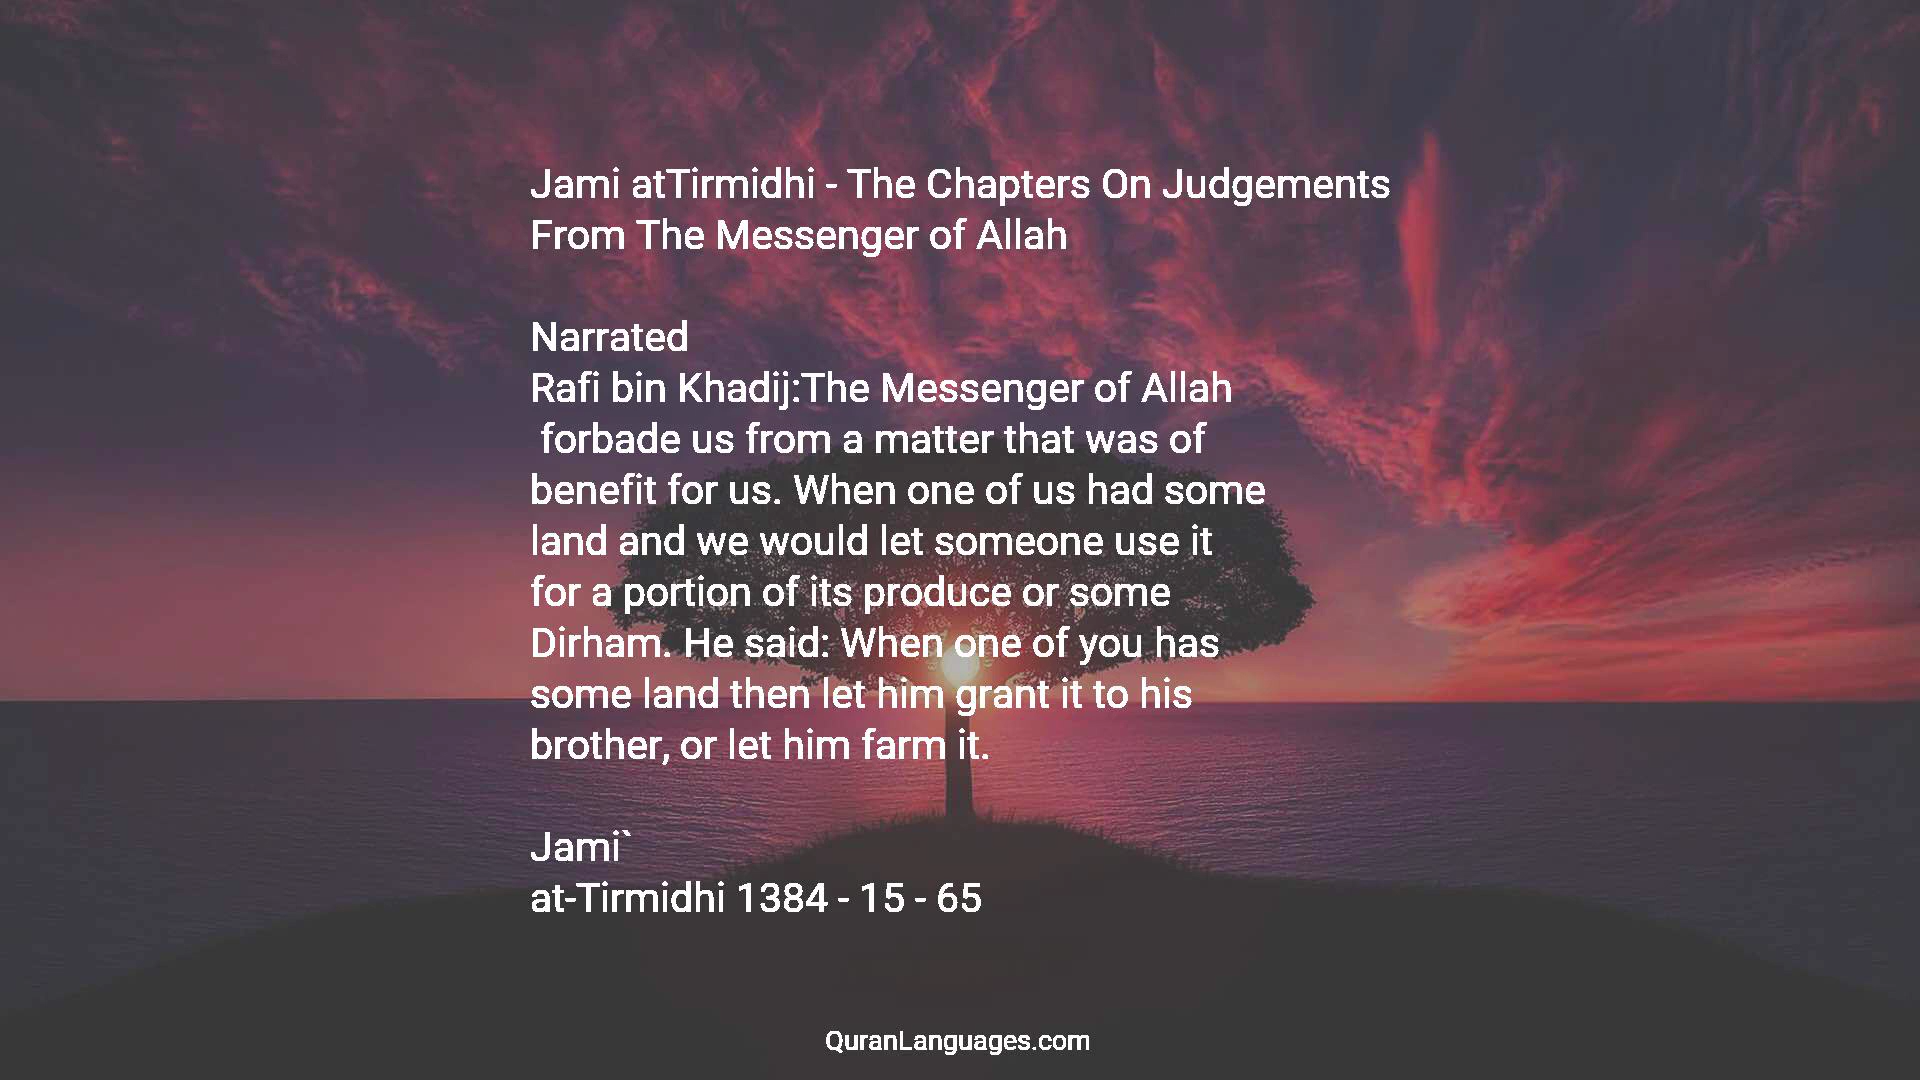 Jami atTirmidhi - The Chapters On Judgements
From The Messenger of Allah

Narrated
Rafi bin Khadij:The Messenger of Allah
forbade us from a matter that was of
benefit for us. When one of us had some
land and we would let someone use it
for a portion of its produce or some
Dirham. He said: When one of you has
some land then let him grant it to his
brother, or let him farm it.

Jami`
at-Tirmidhi 1384 - 15 - 65

QuranLanguages.com